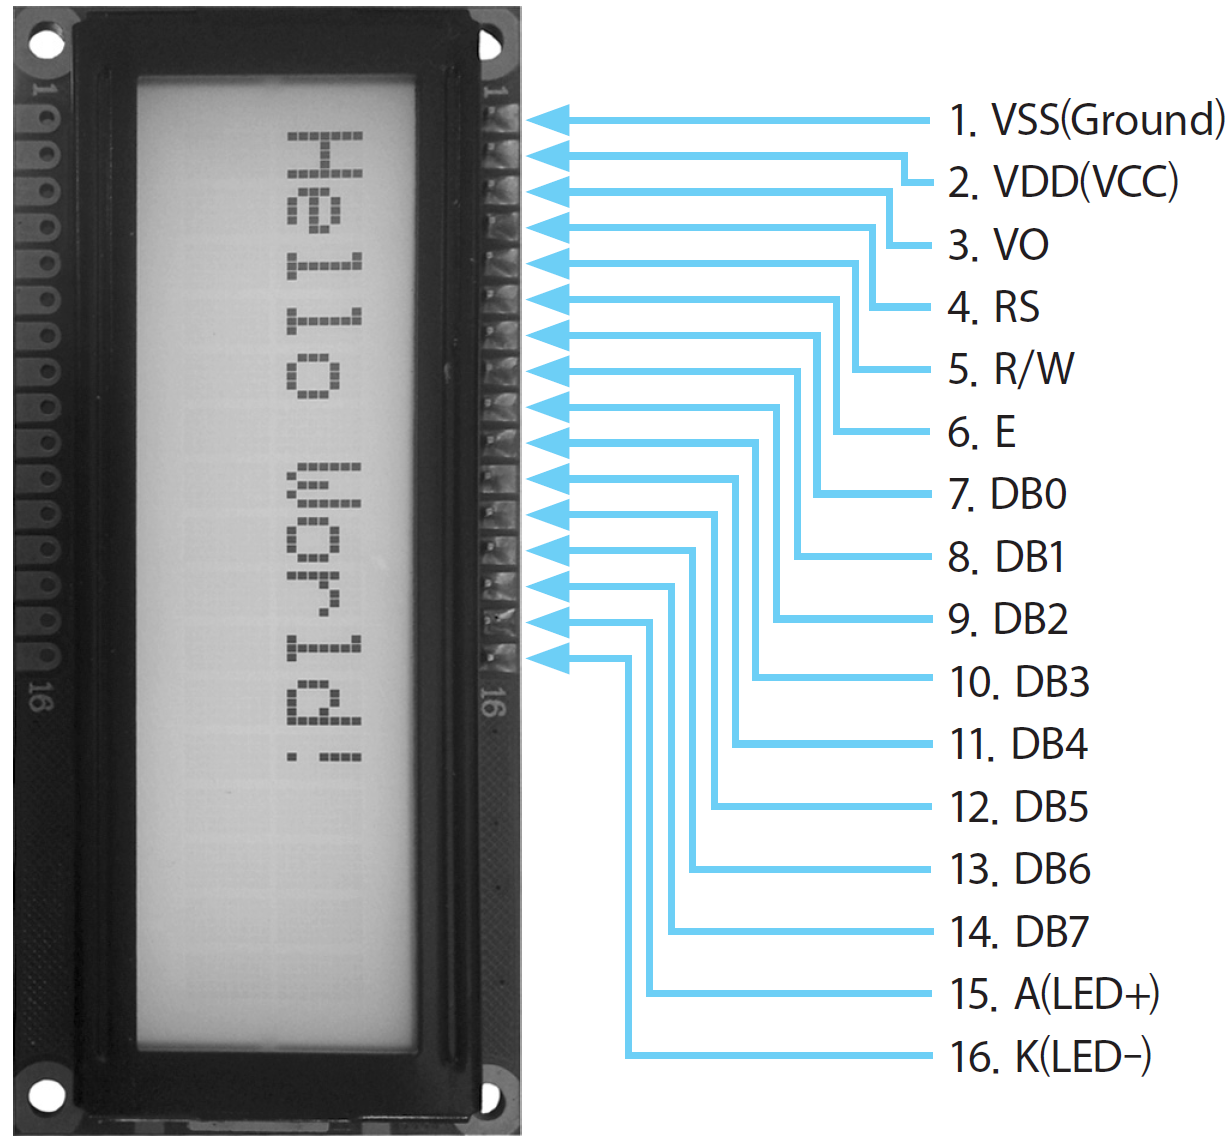 1
16
Hello World!
1
16
1. VSS(Ground)
2. VDD(VCC)
3. VO
4. RS
5. R/W
6. E
7. DB0
8. DB1
9. DB2
10. DB3
11. DB4
12. DB5
13. DB6
14. DB7
15. A(LED+)
16. K(LED−)